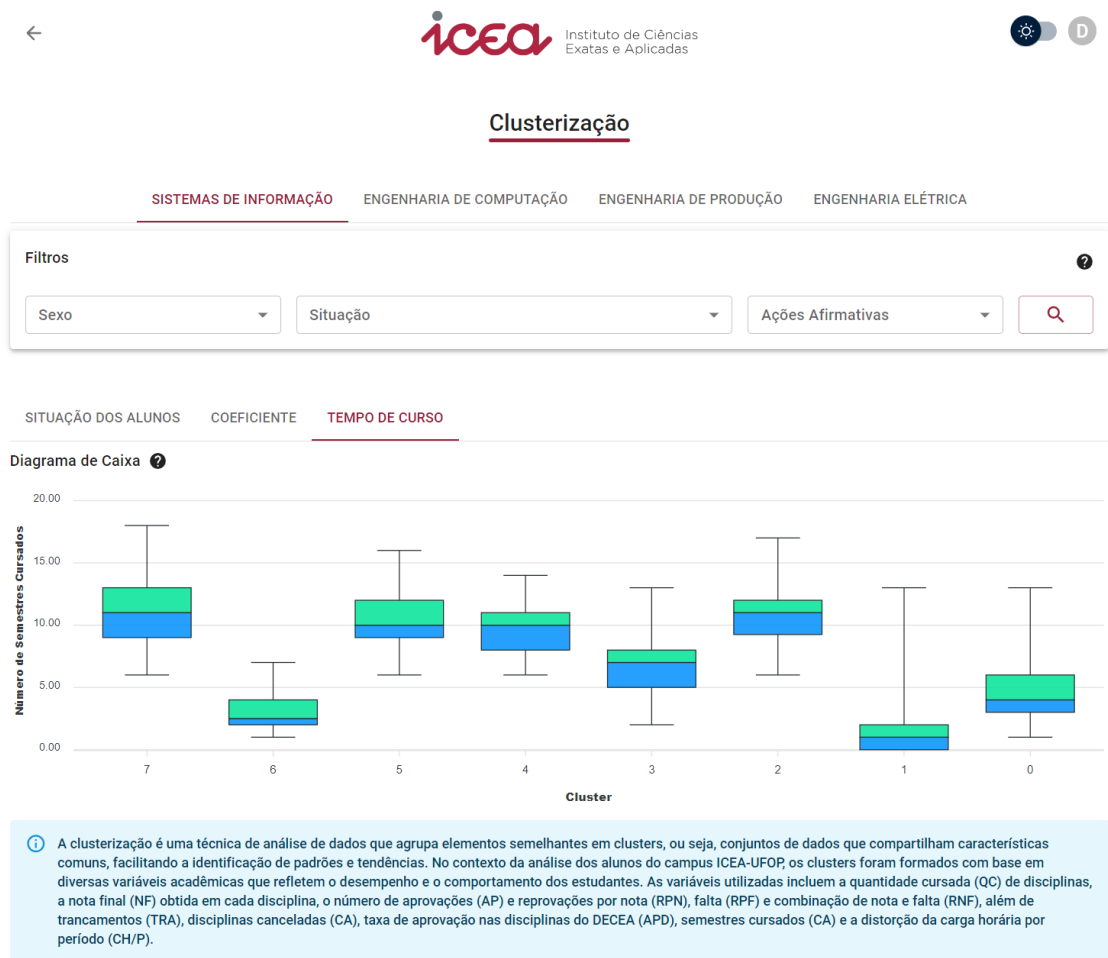 icea Instituto de Ciências
Exatas e Aplicadas
D
Clusterização
SISTEMAS DE INFORMAÇÃO ENGENHARIA DE COMPUTAÇÃO ENGENHARIA DE PRODUÇÃO ENGENHARIA ELÉTRICA
Filtros
?
Sexo Situação Ações Afirmativas
SITUAÇÃO DOS ALUNOS COEFICIENTE TEMPO DE CURSO
Diagrama de Caixa ?
Número de Semestres Cursados
20.00
15.00
10.00
5.00
0.00
7 6 5 4 3 2 1 0
Cluster
A clusterização é uma técnica de análise de dados que agrupa elementos semelhantes em clusters, ou seja, conjuntos de dados que compartilham características
comuns, facilitando a identificação de padrões e tendências. No contexto da análise dos alunos do campus ICEA-UFOP, os clusters foram formados com base em
diversas variáveis acadêmicas que refletem o desempenho e o comportamento dos estudantes. As variáveis utilizadas incluem a quantidade cursada (QC) de disciplinas,
a nota final (NF) obtida em cada disciplina, o número de aprovações (AP) e reprovações por nota (RPN), falta (RPF) e combinação de nota e falta (RNF), além de
trancamentos (TRA), disciplinas canceladas (CA), taxa de aprovação nas disciplinas do DECEA (APD), semestres cursados (CA) e a distorção da carga horária por
período (CH/P).